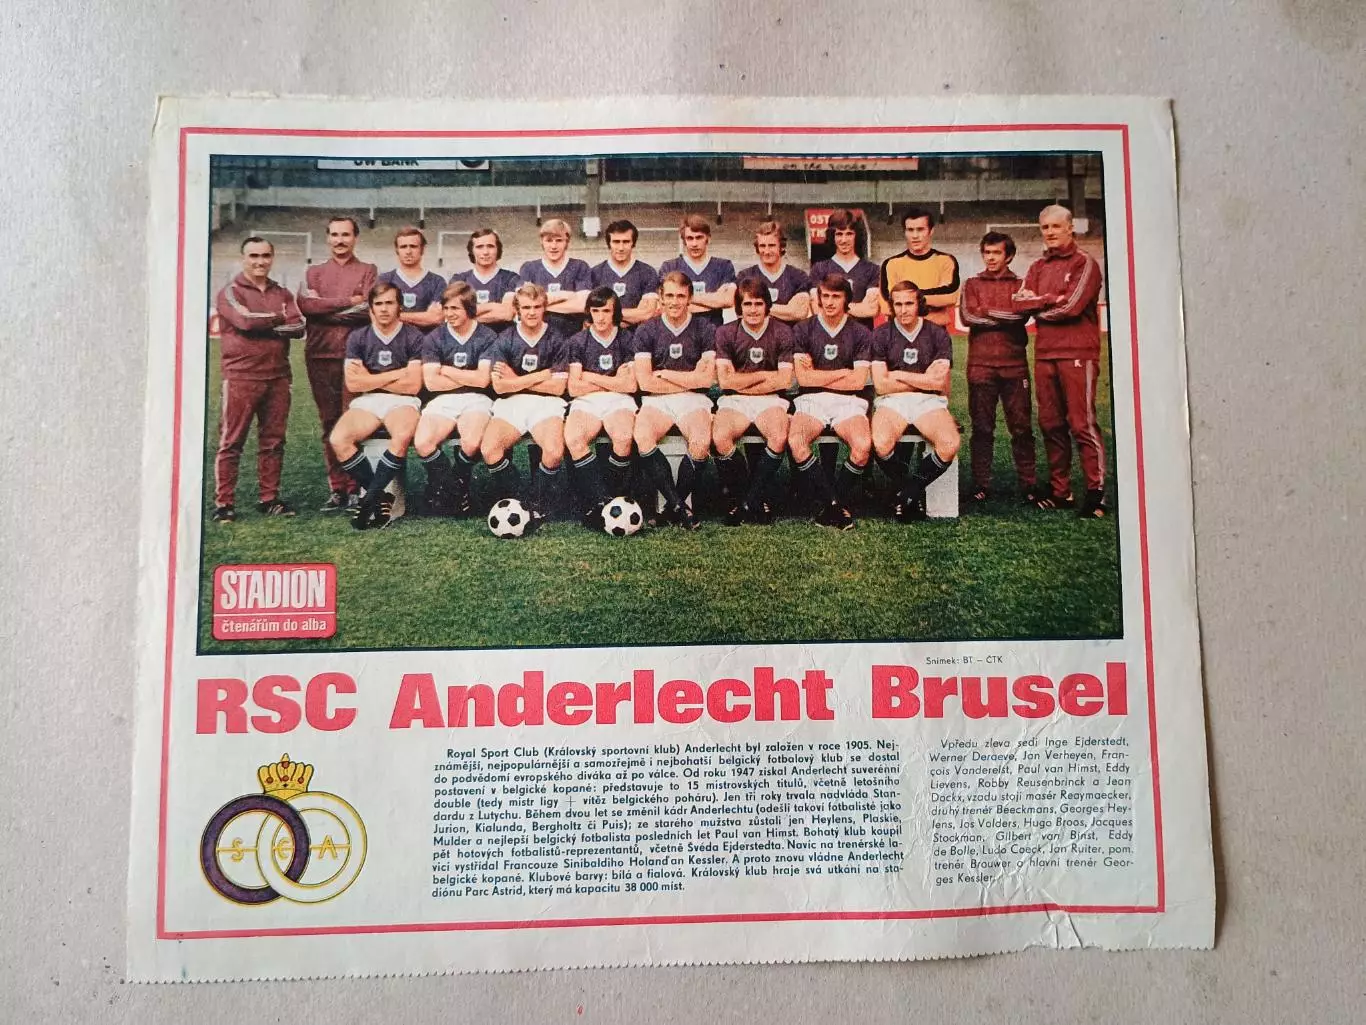 UW BANK
on the
OST
STADIÓN
čtenářům do alba
Snímek: BT – ČTK
RSC Anderlecht Brusel
S C A
Royal Sport Club (Královský sportovní klub) Anderlecht byl založen v roce 1905. Nej-
známější, nejpopulárnější a samozřejmě i nejbohatší belgický fotbalový klub se dostal
do podvědomí evropského diváka až po válce. Od roku 1947 získal Anderlecht suverénní
postavení v belgické kopané: představuje to 15 mistrovských titulů, včetně letošního
double (tedy mistr ligy + vítěz belgického poháru). Jen tři roky trvala nadvláda Stan-
dardu z Lutychu. Během dvou let se změnil kádr Anderlechtu (odešli takoví fotbalisté jako
Jurion, Kialunda, Bergholtz či Puis); ze starého mužstva zůstali jen Heylens, Plaskie,
Mulder a nejlepší belgický fotbalista posledních let Paul van Himst. Bohatý klub koupil
pět hotových fotbalistů-reprezentantů, včetně Švéda Ejderstedta. Navíc na trenérské la-
vici vystřídal Francouze Sinibaldiho Holanďan Kessler. A proto znovu vládne Anderlecht
belgické kopané. Klubové barvy: bílá a fialová. Královský klub hraje svá utkání na sta-
diónu Parc Astrid, který má kapacitu 38 000 míst.
Vpředu zleva sedí Inge Ejderstedt,
Werner Deraeve, Jan Verheyen, Fran-
çois Vanderelst, Paul van Himst, Eddy
Lievens, Robby Reusenbrinck a Jean
Dockx, vzadu stojí masér Reaymaecker,
druhý trenér Beeckmans, Georges Hey-
lens, Jos Volders, Hugo Broos, Jacques
Stockman, Gilbert van Binst, Eddy
de Bolle, Ludo Coeck, Jan Ruiter, pom.
trenér Brouwer a hlavní trenér Geor-
ges Kessler.